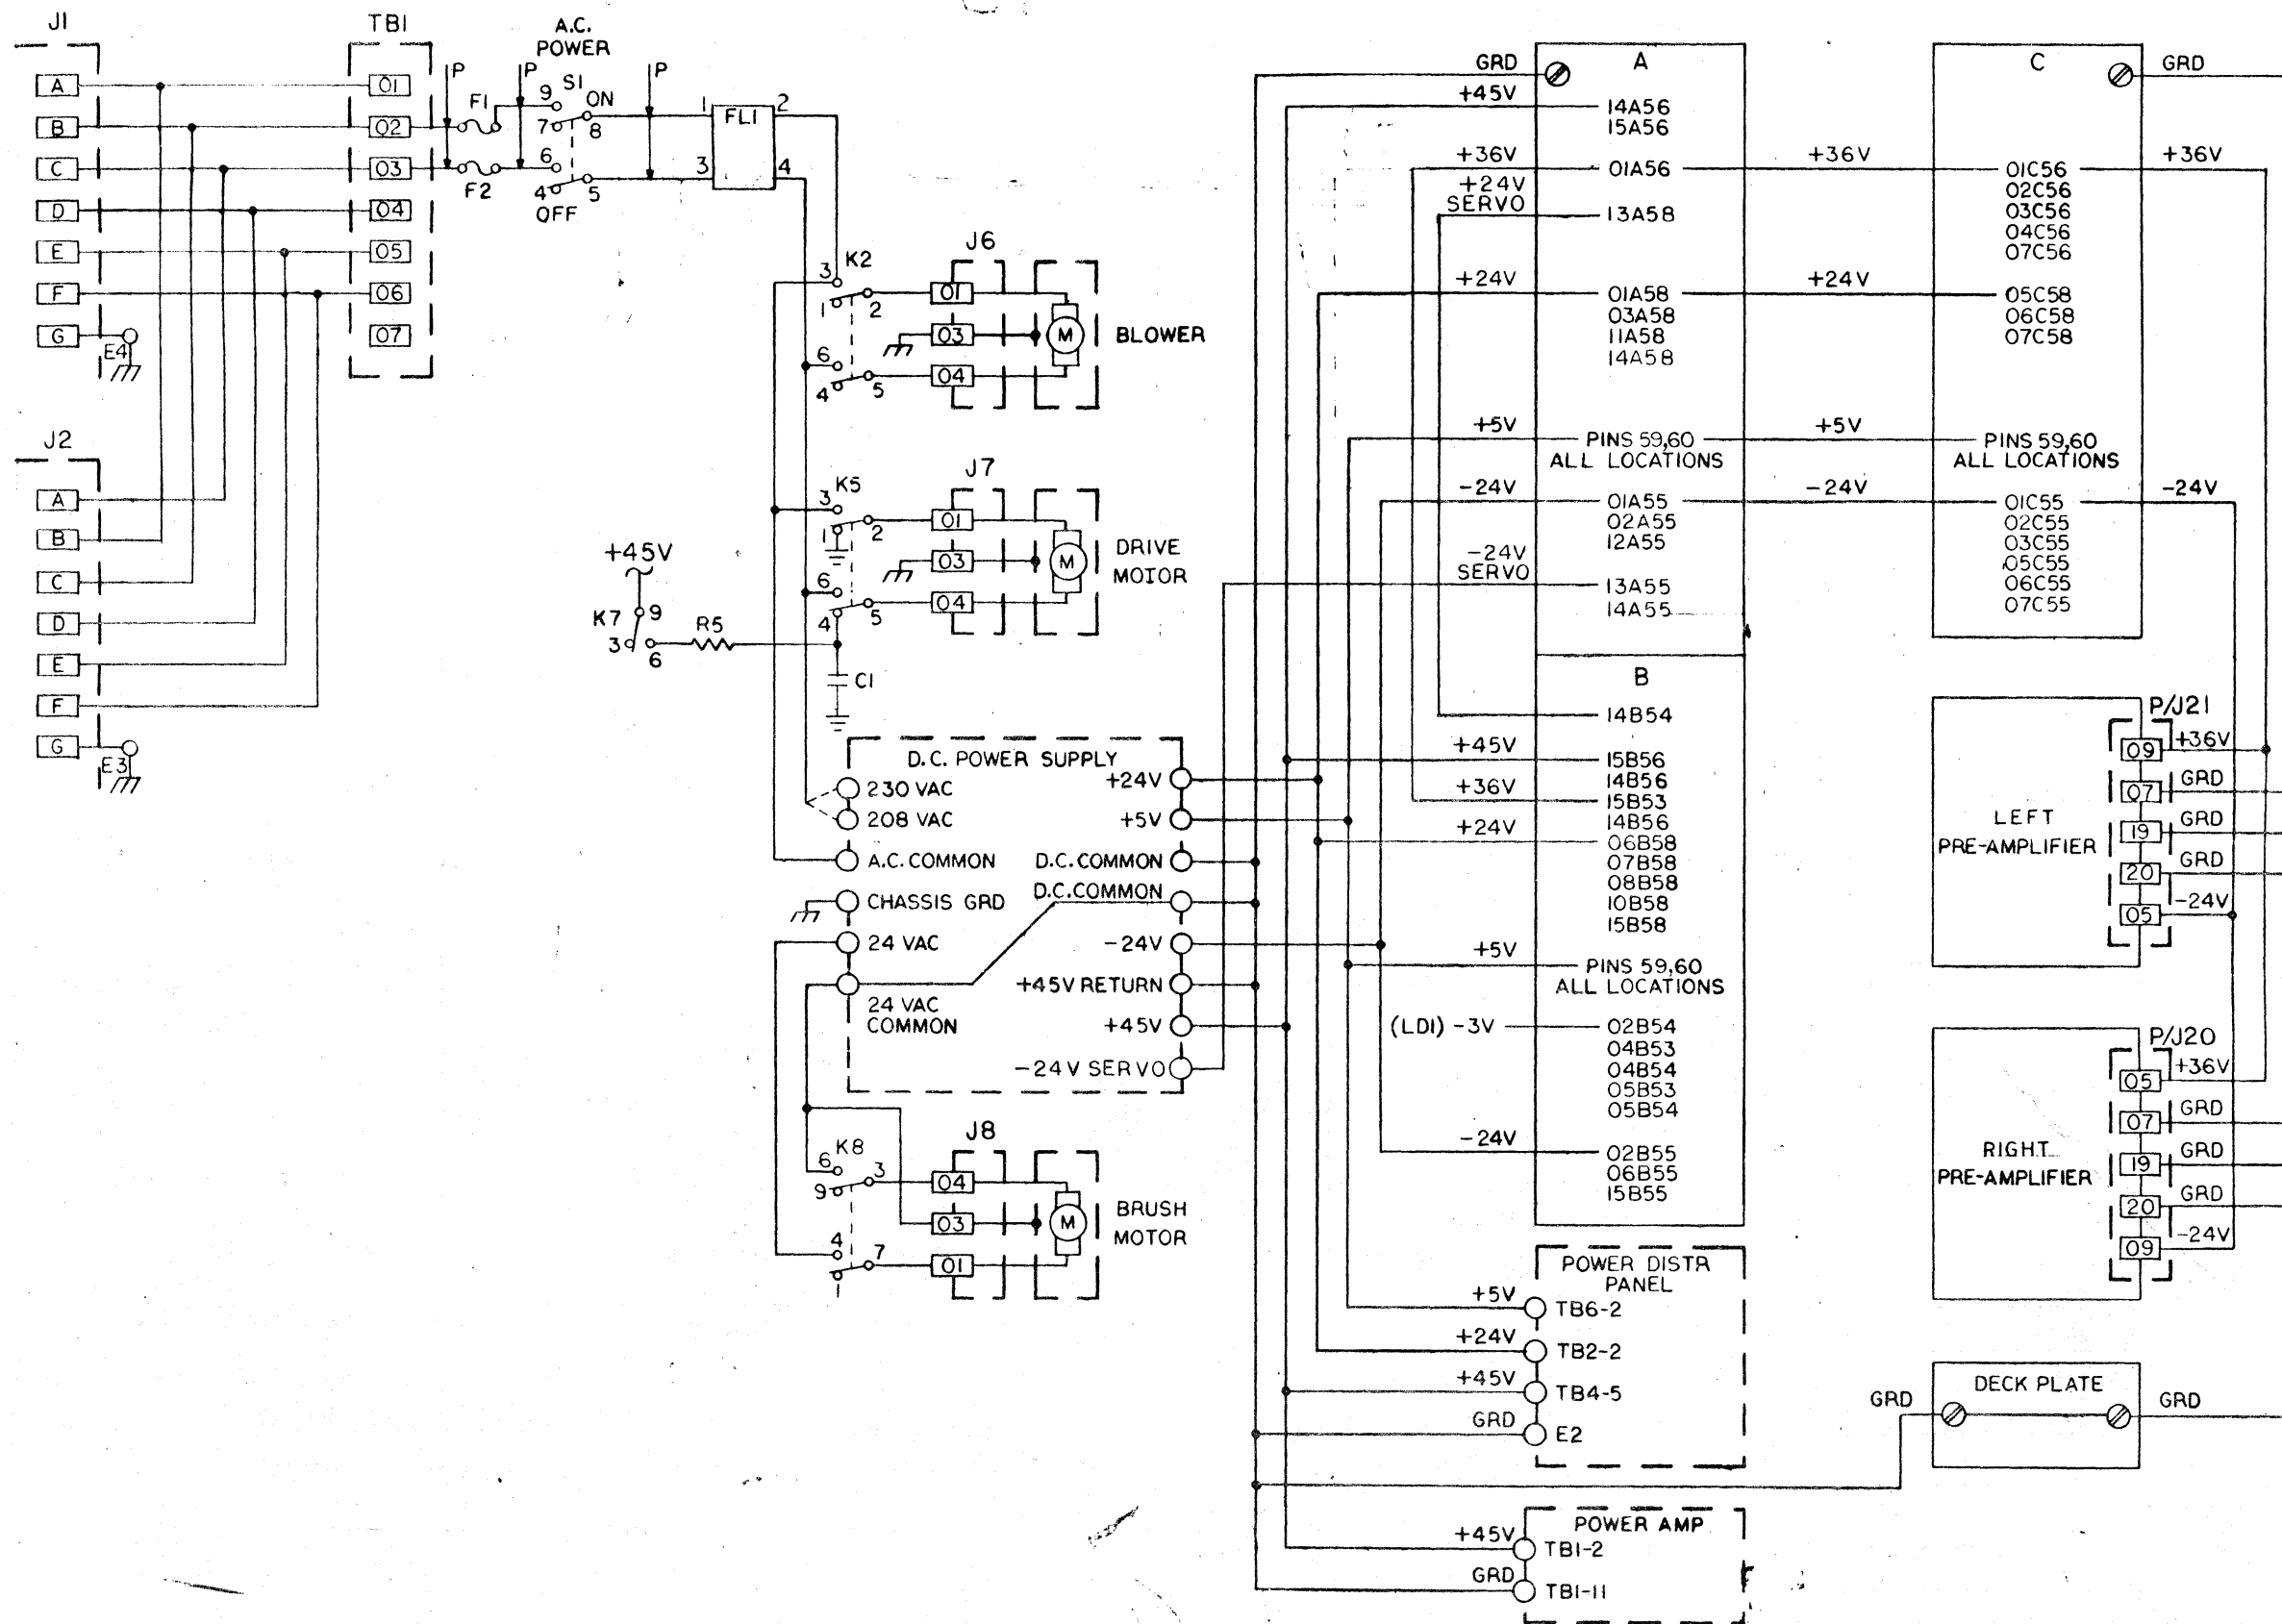 J1
A
B
C
D
E
F
G
E4
TB1
01
02
03
04
05
06
07
A.C.
POWER
P
P
P
F1
F2
9
S1
ON
7
8
6
4
5
OFF
1
2
FL1
3
4
J2
A
B
C
D
E
F
G
E3
K2
3
1
2
6
4
5
J6
01
03
04
M
BLOWER
K5
3
1
2
6
4
5
J7
01
03
04
M
DRIVE
MOTOR
+45V
K7
9
3
6
R5
C1
D.C. POWER SUPPLY
230 VAC
208 VAC
A.C. COMMON
CHASSIS GRD
24 VAC
24 VAC
COMMON
+24V
+5V
D.C. COMMON
D.C. COMMON
-24V
+45V RETURN
+45V
-24V SERVO
K8
6
3
9
4
7
1
J8
04
03
01
M
BRUSH
MOTOR
A
GRD
+45V
14A56
15A56
+36V
01A56
+24V
SERVO
13A58
+24V
01A58
03A58
11A58
14A58
+5V
PINS 59,60
ALL LOCATIONS
-24V
01A55
02A55
12A55
-24V
SERVO
13A55
14A55
B
14B54
+45V
15B56
14B56
+36V
15B53
14B56
+24V
06B58
07B58
08B58
10B58
15B58
+5V
PINS 59,60
ALL LOCATIONS
(LD1) -3V
02B54
04B53
04B54
05B53
05B54
-24V
02B55
06B55
15B55
POWER DISTR
PANEL
+5V
TB6-2
+24V
TB2-2
+45V
TB4-5
GRD
E2
POWER AMP
+45V
TB1-2
GRD
TB1-11
C
GRD
+36V
01C56
02C56
03C56
04C56
07C56
+36V
+24V
05C58
06C58
07C58
+5V
PINS 59,60
ALL LOCATIONS
-24V
01C55
02C55
03C55
05C55
06C55
07C55
-24V
P/J21
LEFT
PRE-AMPLIFIER
09
+36V
07
GRD
19
GRD
20
GRD
05
-24V
P/J20
RIGHT
PRE-AMPLIFIER
05
+36V
07
GRD
19
GRD
20
GRD
09
-24V
DECK PLATE
GRD
GRD